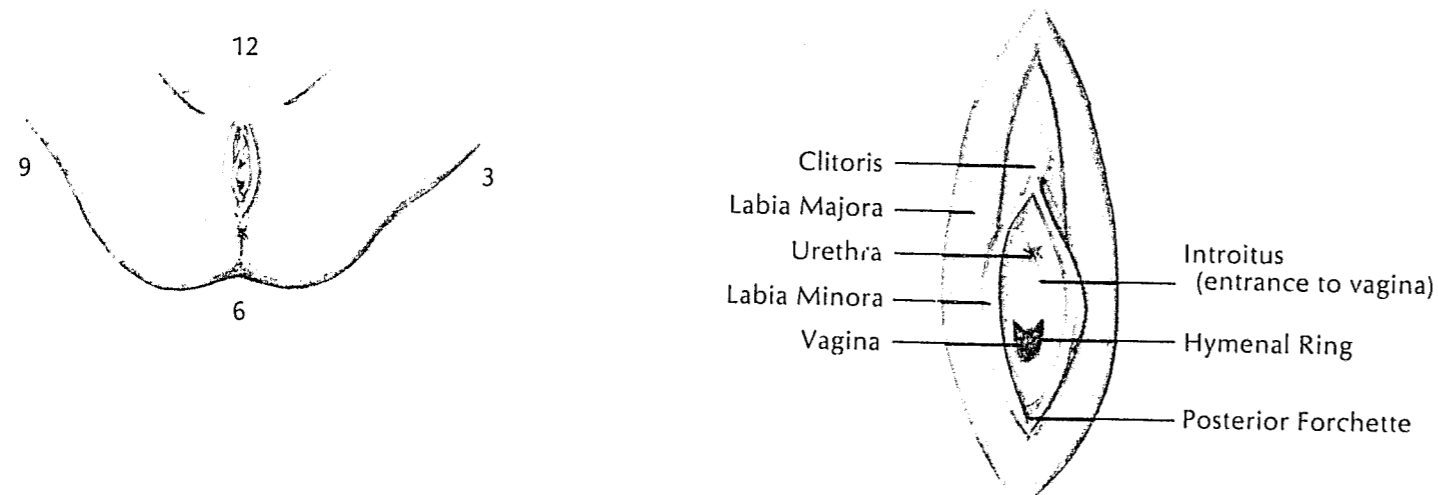 12
9
3
6
Clitoris
Labia Majora
Urethra
Labia Minora
Vagina
Introitus
(entrance to vagina)
Hymenal Ring
Posterior Forchette